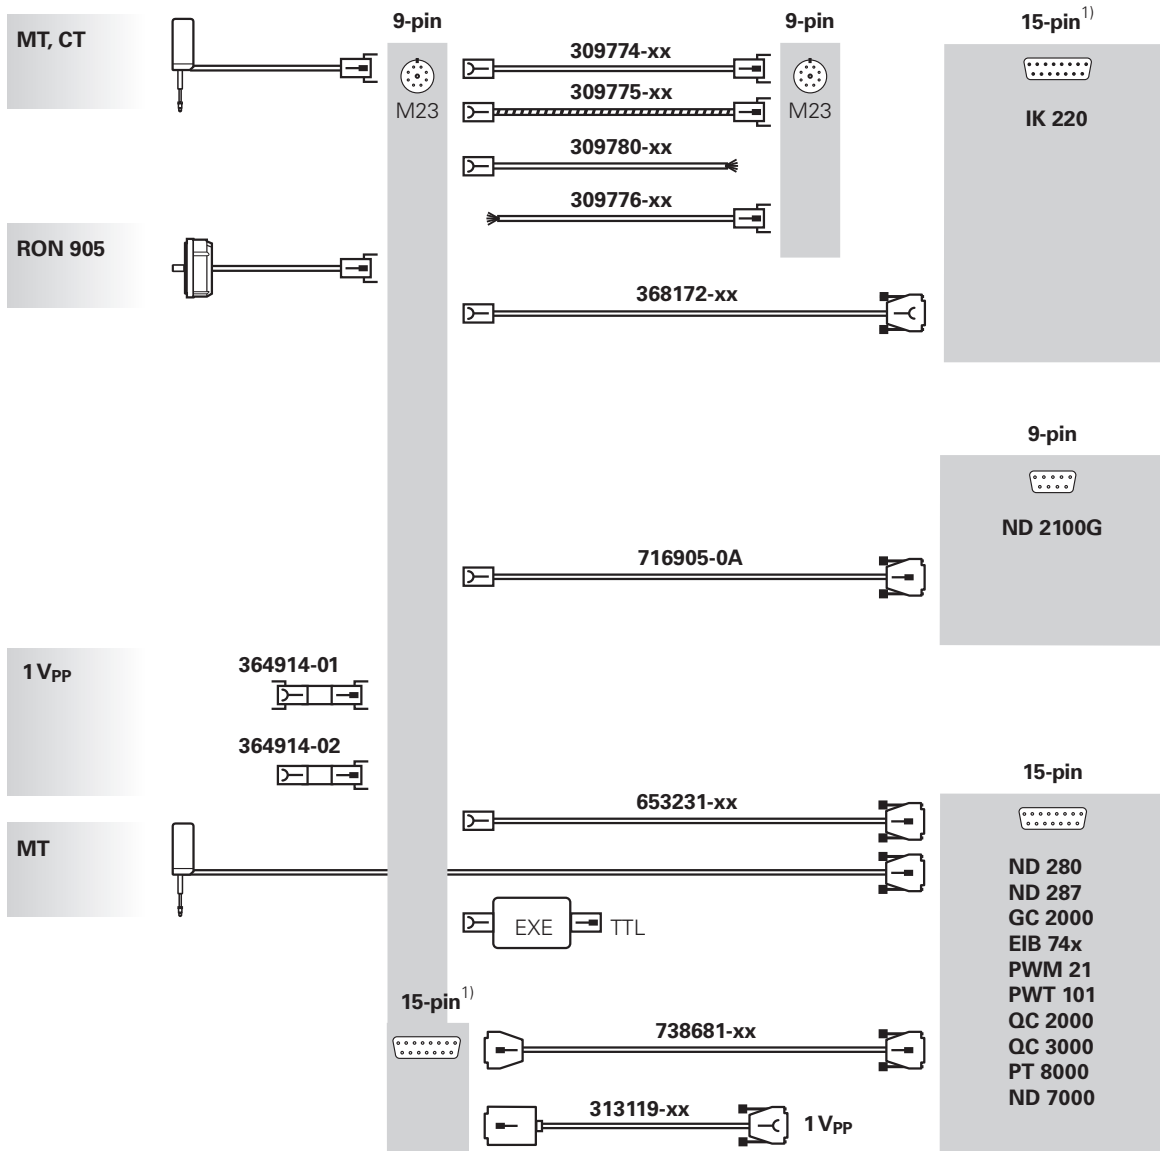 MT, CT
9-pin
M23
309774-xx
309775-xx
309780-xx
309776-xx
9-pin
M23
15-pin1)
IK 220
RON 905
368172-xx
9-pin
ND 2100G
716905-0A
1 VPP
364914-01
364914-02
15-pin
653231-xx
MT
EXE
TTL
ND 280
ND 287
GC 2000
EIB 74x
PWM 21
PWT 101
QC 2000
QC 3000
PT 8000
ND 7000
15-pin1)
738681-xx
313119-xx
1 VPP